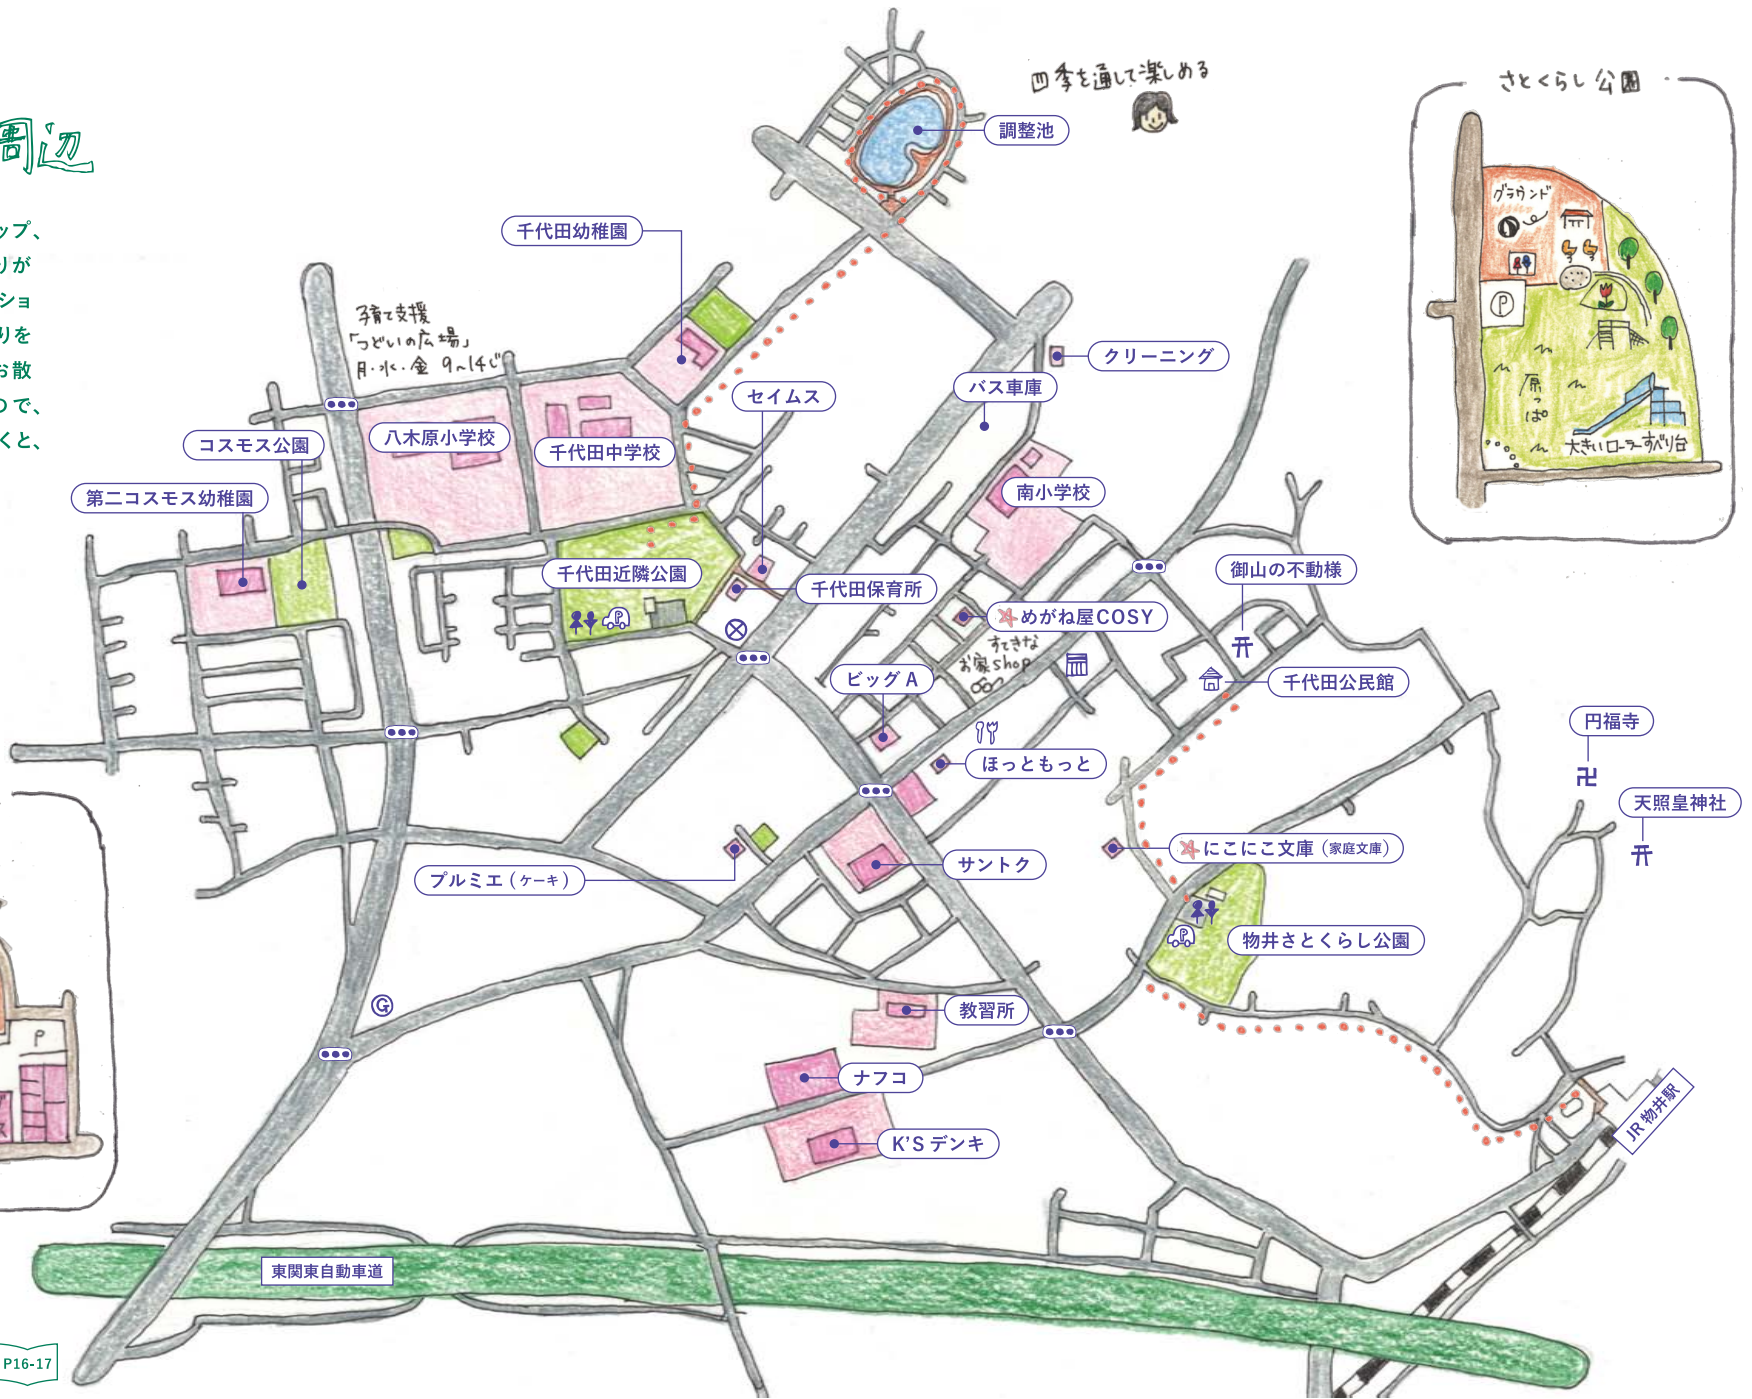 周辺
ップ、
りが
ショ
りを
お散
ので、
くと、
四季を通して楽しめる
調整池
千代田幼稚園
子育て支援
「つどいの広場」
月・水・金 9~14じ
クリーニング
バス車庫
セイムス
八木原小学校
千代田中学校
コスモス公園
第二コスモス幼稚園
南小学校
千代田近隣公園
P
千代田保育所
御山の不動様
めがね屋COSY
すてきな
お家shop
ビッグA
千代田公民館
ほっともっと
円福寺
卍
天照皇神社
にこにこ文庫（家庭文庫）
サントク
プルミエ（ケーキ）
P
物井さとくらし公園
G
教習所
ナフコ
K'Sデンキ
JR 物井駅
東関東自動車道
P
P16-17
さとくらし公園
グラウンド
P
原っぱ
大きいローラーすべり台